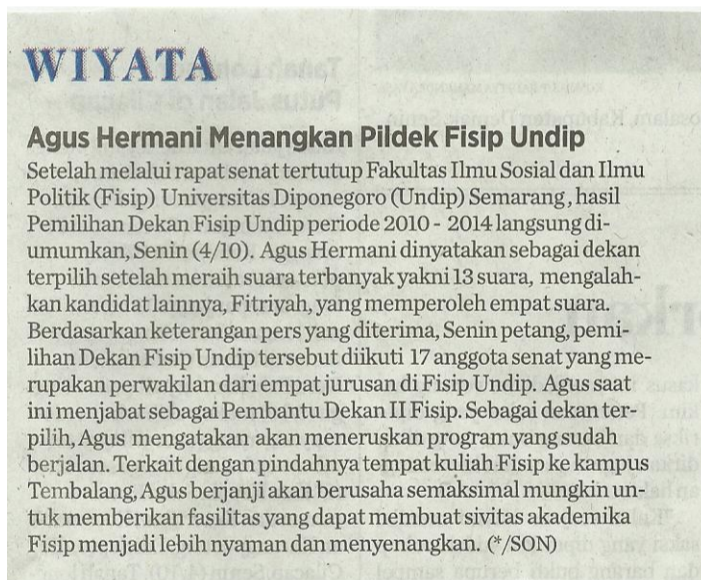 WIYATA
Agus Hermani Menangkan Pildek Fisip Undip
Setelah melalui rapat senat tertutup Fakultas Ilmu Sosial dan Ilmu
Politik (Fisip) Universitas Diponegoro (Undip) Semarang, hasil
Pemilihan Dekan Fisip Undip periode 2010 - 2014 langsung di-
umumkan, Senin (4/10). Agus Hermani dinyatakan sebagai dekan
terpilih setelah meraih suara terbanyak yakni 13 suara, mengalah-
kan kandidat lainnya, Fitriyah, yang memperoleh empat suara.
Berdasarkan keterangan pers yang diterima, Senin petang, pemi-
lihan Dekan Fisip Undip tersebut diikuti 17 anggota senat yang me-
rupakan perwakilan dari empat jurusan di Fisip Undip. Agus saat
ini menjabat sebagai Pembantu Dekan II Fisip. Sebagai dekan ter-
pilih, Agus mengatakan akan meneruskan program yang sudah
berjalan. Terkait dengan pindahnya tempat kuliah Fisip ke kampus
Tembalang, Agus berjanji akan berusaha semaksimal mungkin un-
tuk memberikan fasilitas yang dapat membuat sivitas akademika
Fisip menjadi lebih nyaman dan menyenangkan. (*/SON)